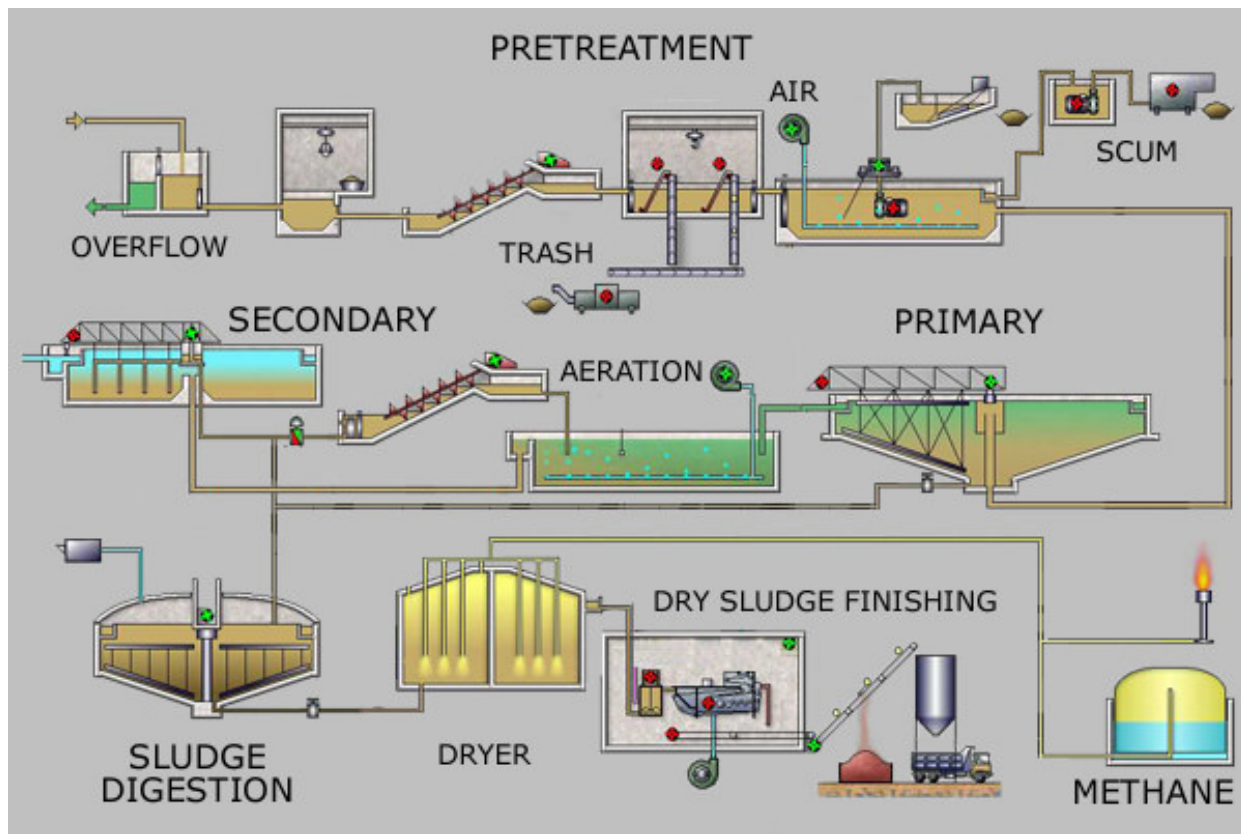 PRETREATMENT
AIR
SCUM
OVERFLOW
TRASH
SECONDARY
PRIMARY
AERATION
DRY SLUDGE FINISHING
SLUDGE
DIGESTION
DRYER
METHANE